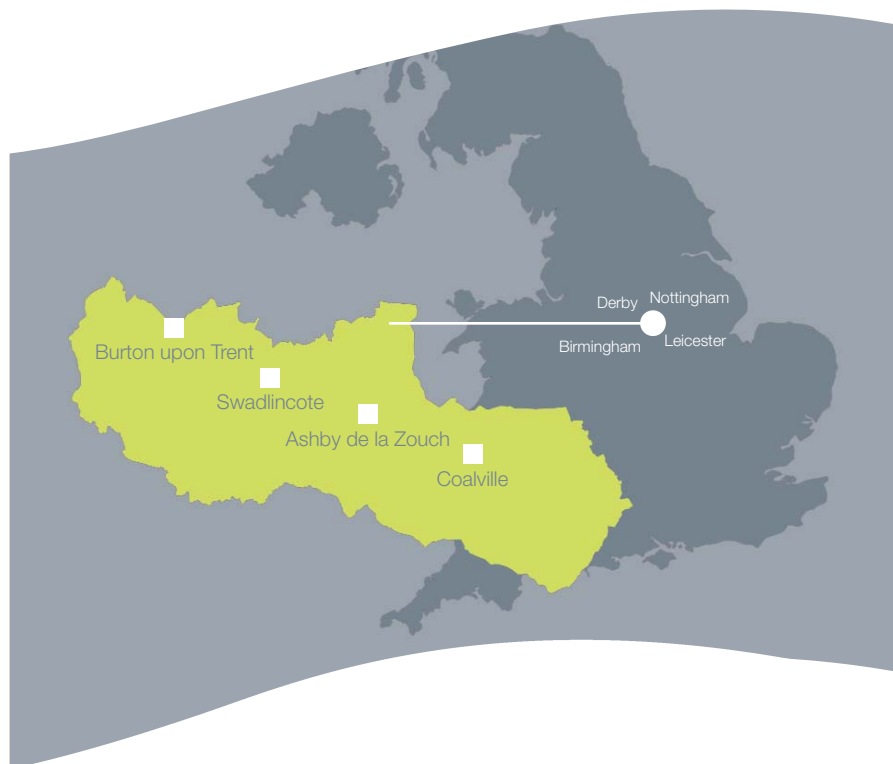 Derby
Nottingham
Birmingham
Leicester
Burton upon Trent
Swadlincote
Ashby de la Zouch
Coalville